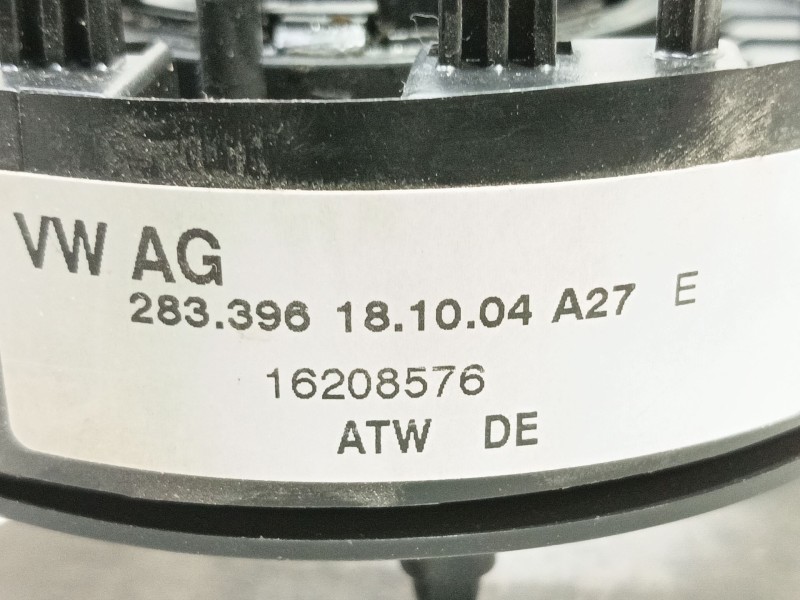 VW AG
283.396 18.10.04 A27 E
16208576
ATW DE